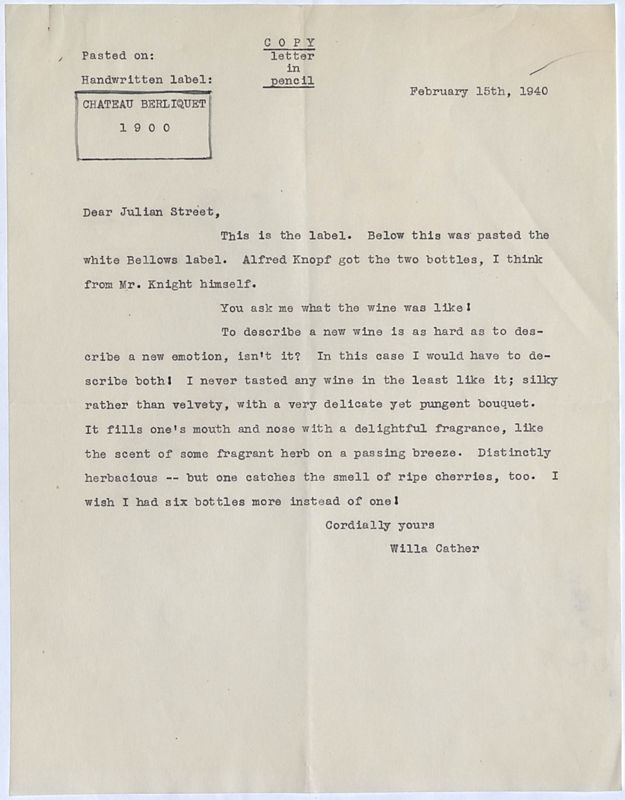 C O P Y
Pasted on:
letter
in
Handwritten label:
pencil
February 15th, 1940
CHATEAU BERLIQUET
1 9 0 0
Dear Julian Street,
This is the label. Below this was pasted the
white Bellows label. Alfred Knopf got the two bottles, I think
from Mr. Knight himself.
You ask me what the wine was like!
To describe a new wine is as hard as to des-
cribe a new emotion, isn't it? In this case I would have to de-
scribe both! I never tasted any wine in the least like it; silky
rather than velvety, with a very delicate yet pungent bouquet.
It fills one's mouth and nose with a delightful fragrance, like
the scent of some fragrant herb on a passing breeze. Distinctly
herbacious -- but one catches the smell of ripe cherries, too. I
wish I had six bottles more instead of one!
Cordially yours
Willa Cather